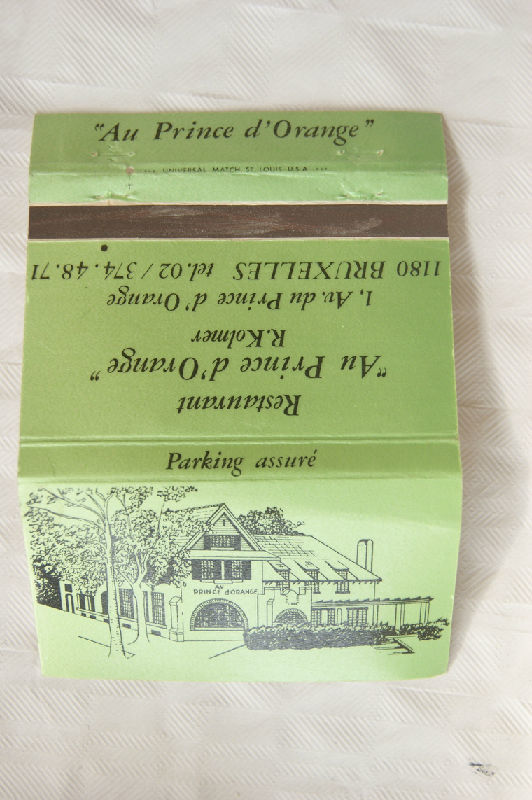 "Au Prince d'Orange"
UNIVERSAL MATCH ST. LOUIS U.S.A
Restaurant
"Au Prince d'Orange"
R.Kolmer
1, Av. du Prince d'Orange
1180 BRUXELLES tel.02/374.48.71
Parking assuré
AU
PRINCE d'ORANGE